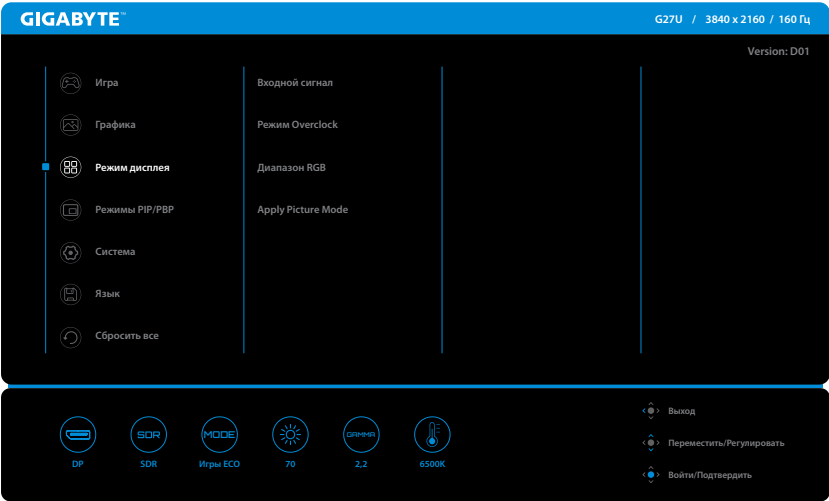 GIGABYTE™
G27U / 3840 x 2160 / 160 Гц
Version: D01
Игра
Входной сигнал
Графика
Режим Overclock
Режим дисплея
Диапазон RGB
Режимы PIP/PBP
Apply Picture Mode
Система
Язык
Сбросить все
SDR
MODE
GAMMA
DP
SDR
Игры ECO
70
2,2
6500K
Выход
Переместить/Регулировать
Войти/Подтвердить